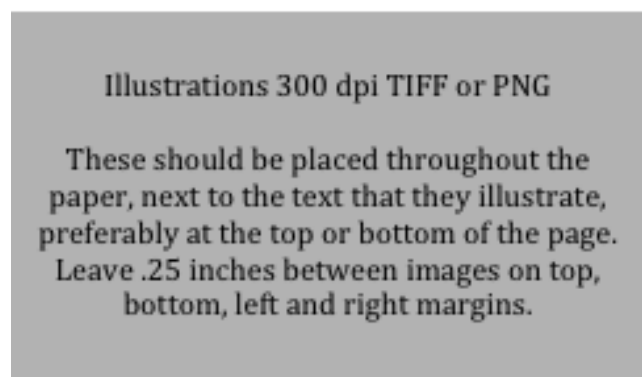 Illustrations 300 dpi TIFF or PNG
These should be placed throughout the
paper, next to the text that they illustrate,
preferably at the top or bottom of the page.
Leave .25 inches between images on top,
bottom, left and right margins.